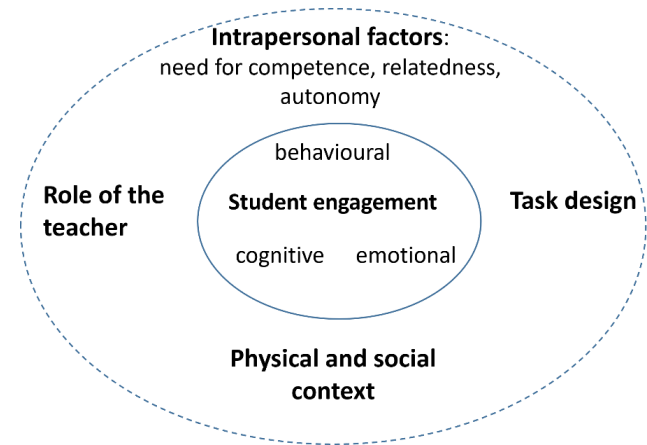 Intrapersonal factors:
need for competence, relatedness,
autonomy
behavioural
Role of the
teacher
Student engagement
Task design
cognitive emotional
Physical and social
context